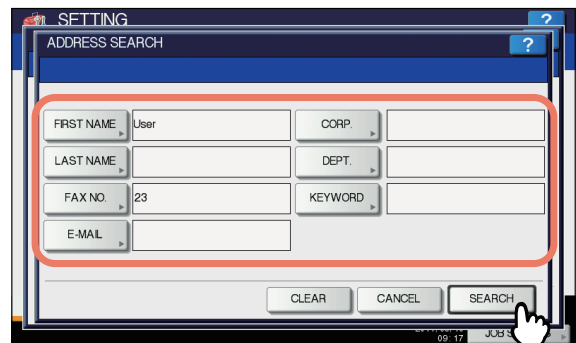 SETTING ?
ADDRESS SEARCH ?
FIRST NAME User CORP.
LAST NAME DEPT.
FAX NO. 23 KEYWORD
E-MAIL
CLEAR CANCEL SEARCH
09:17 JOB